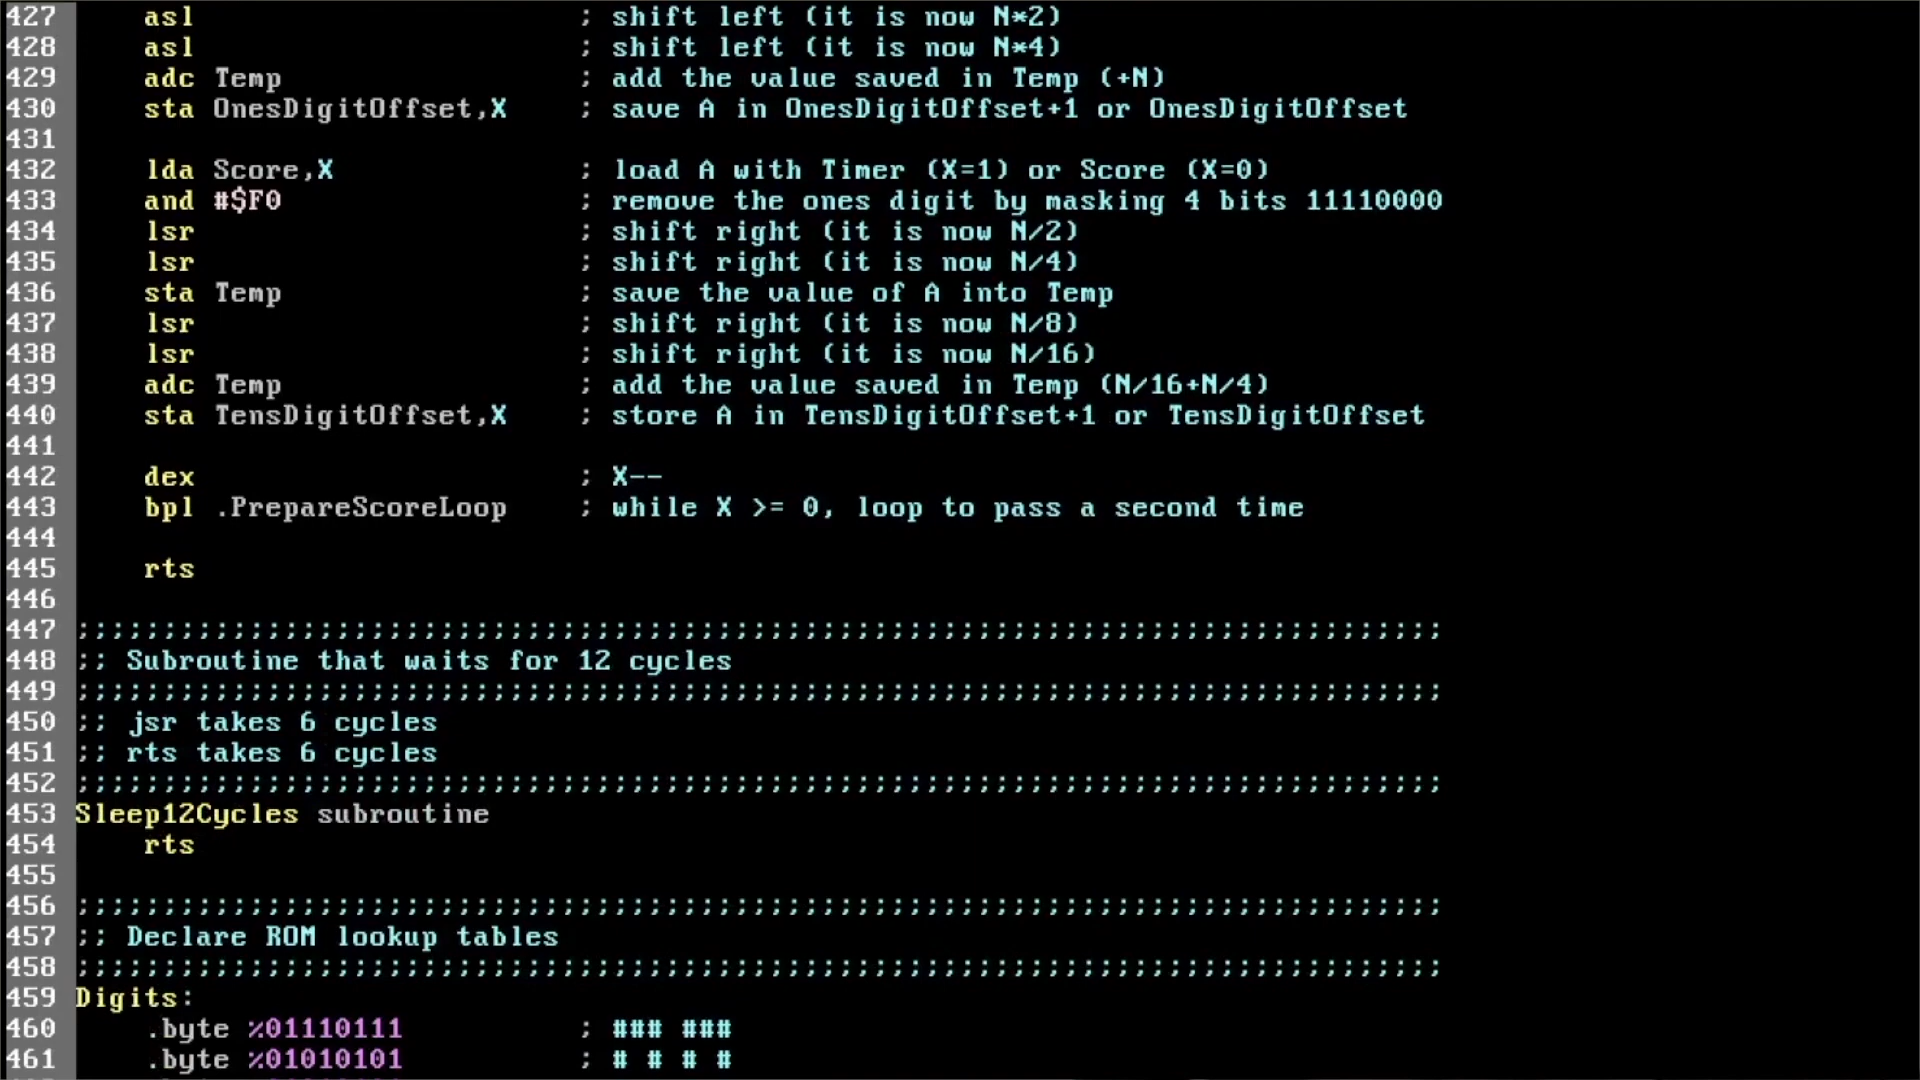 427 asl ; shift left (it is now N*2)
428 asl ; shift left (it is now N*4)
429 adc Temp ; add the value saved in Temp (+N)
430 sta OnesDigitOffset,X ; save A in OnesDigitOffset+1 or OnesDigitOffset
431
432 lda Score,X ; load A with Timer (X=1) or Score (X=0)
433 and #$F0 ; remove the ones digit by masking 4 bits 11110000
434 lsr ; shift right (it is now N/2)
435 lsr ; shift right (it is now N/4)
436 sta Temp ; save the value of A into Temp
437 lsr ; shift right (it is now N/8)
438 lsr ; shift right (it is now N/16)
439 adc Temp ; add the value saved in Temp (N/16+N/4)
440 sta TensDigitOffset,X ; store A in TensDigitOffset+1 or TensDigitOffset
441
442 dex ; X--
443 bpl .PrepareScoreLoop ; while X >= 0, loop to pass a second time
444
445 rts
446
447 ;;;;;;;;;;;;;;;;;;;;;;;;;;;;;;;;;;;;;;;;;;;;;;;;;;;;;;;;;;;;;;;;;;;;;;;;;;;;;;;
448 ;; Subroutine that waits for 12 cycles
449 ;;;;;;;;;;;;;;;;;;;;;;;;;;;;;;;;;;;;;;;;;;;;;;;;;;;;;;;;;;;;;;;;;;;;;;;;;;;;;;;
450 ;; jsr takes 6 cycles
451 ;; rts takes 6 cycles
452 ;;;;;;;;;;;;;;;;;;;;;;;;;;;;;;;;;;;;;;;;;;;;;;;;;;;;;;;;;;;;;;;;;;;;;;;;;;;;;;;
453 Sleep12Cycles subroutine
454 rts
455
456 ;;;;;;;;;;;;;;;;;;;;;;;;;;;;;;;;;;;;;;;;;;;;;;;;;;;;;;;;;;;;;;;;;;;;;;;;;;;;;;;
457 ;; Declare ROM lookup tables
458 ;;;;;;;;;;;;;;;;;;;;;;;;;;;;;;;;;;;;;;;;;;;;;;;;;;;;;;;;;;;;;;;;;;;;;;;;;;;;;;;
459 Digits:
460 .byte %01110111 ; ### ###
461 .byte %01010101 ; # # # #